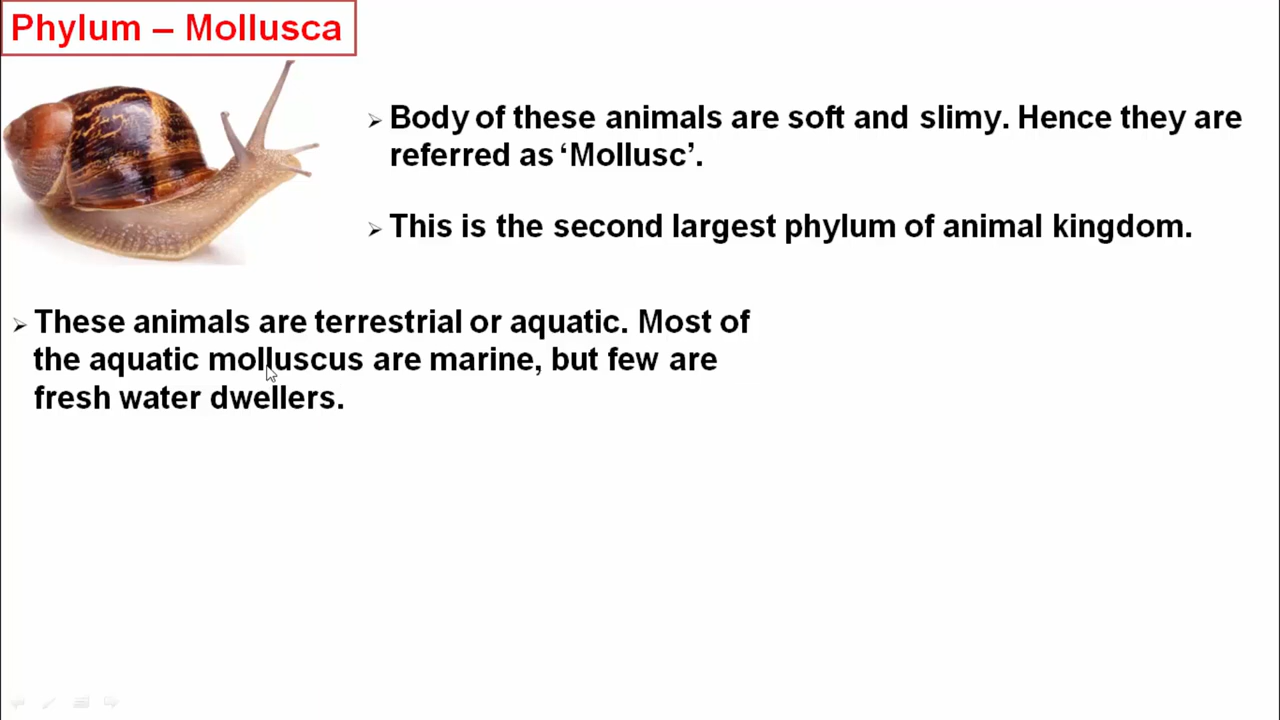 Phylum – Mollusca
➢ Body of these animals are soft and slimy. Hence they are
referred as ‘Mollusc’.
➢ This is the second largest phylum of animal kingdom.
➢ These animals are terrestrial or aquatic. Most of
the aquatic molluscus are marine, but few are
fresh water dwellers.